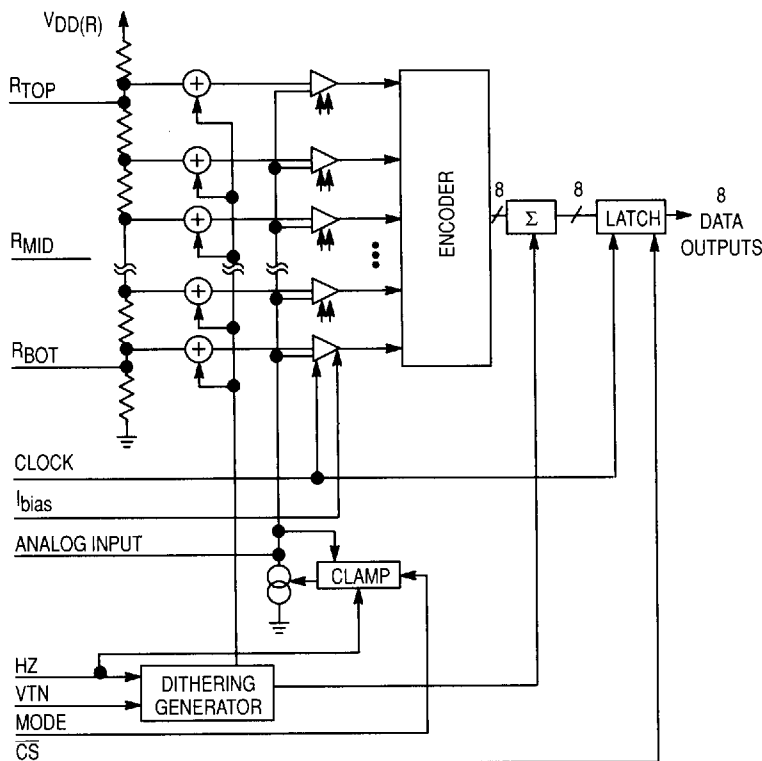 VDD(R)
RTOP
RMID
RBOT
ENCODER
8
Σ
8
LATCH
8
DATA
OUTPUTS
CLOCK
Ibias
ANALOG INPUT
CLAMP
HZ
VTN
MODE
C̅S̅
DITHERING
GENERATOR